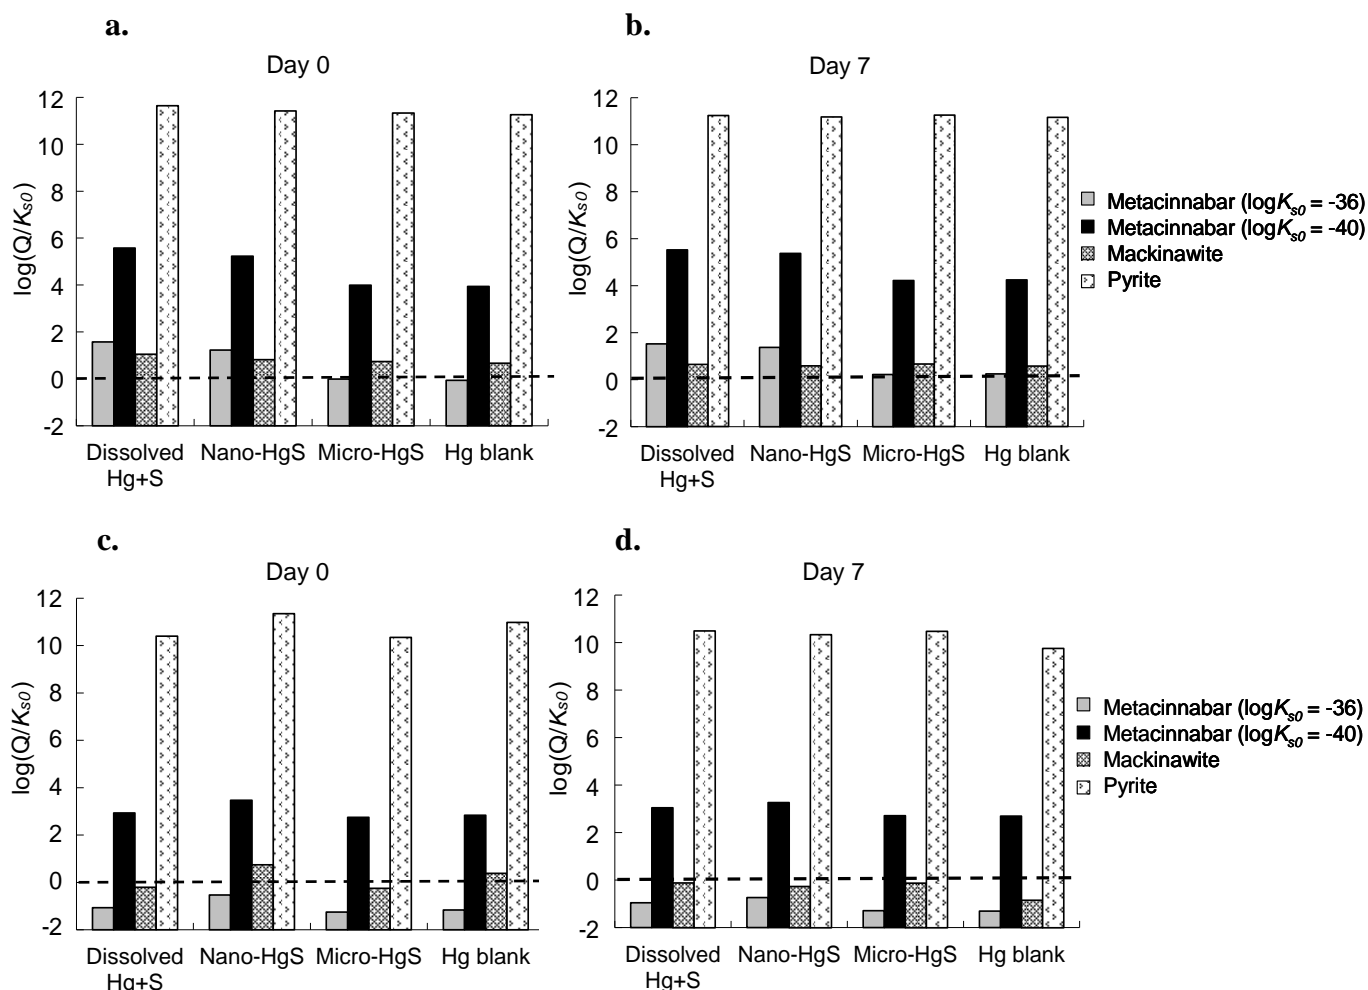 a.
Day 0
12
10
8
6
4
2
0
-2
log(Q/Ks0)
Dissolved Hg+S
Nano-HgS
Micro-HgS
Hg blank
b.
Day 7
12
10
8
6
4
2
0
-2
log(Q/Ks0)
Dissolved Hg+S
Nano-HgS
Micro-HgS
Hg blank
Metacinnabar (logKs0 = -36)
Metacinnabar (logKs0 = -40)
Mackinawite
Pyrite
c.
Day 0
12
10
8
6
4
2
0
-2
log(Q/Ks0)
Dissolved Hg+S
Nano-HgS
Micro-HgS
Hg blank
d.
Day 7
12
10
8
6
4
2
0
-2
log(Q/Ks0)
Dissolved Hg+S
Nano-HgS
Micro-HgS
Hg blank
Metacinnabar (logKs0 = -36)
Metacinnabar (logKs0 = -40)
Mackinawite
Pyrite